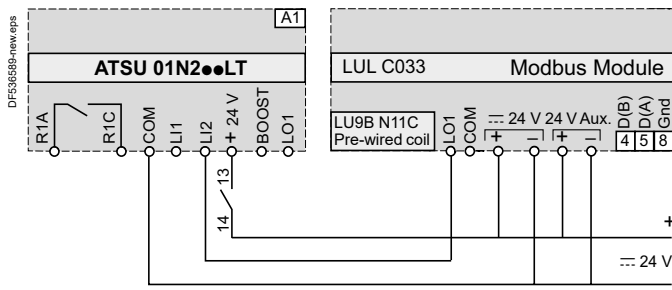 DF536589-new.eps
A1
ATSU 01N2●●LT
R1A
R1C
COM
LI1
LI2
+ 24 V
BOOST
LO1
LUL C033 Modbus Module
LU9B N11C
Pre-wired coil
LO1
COM
24 V
24 V Aux.
+ – + –
D(B)
D(A)
Gnd
4 5 8
13
14
+
24 V